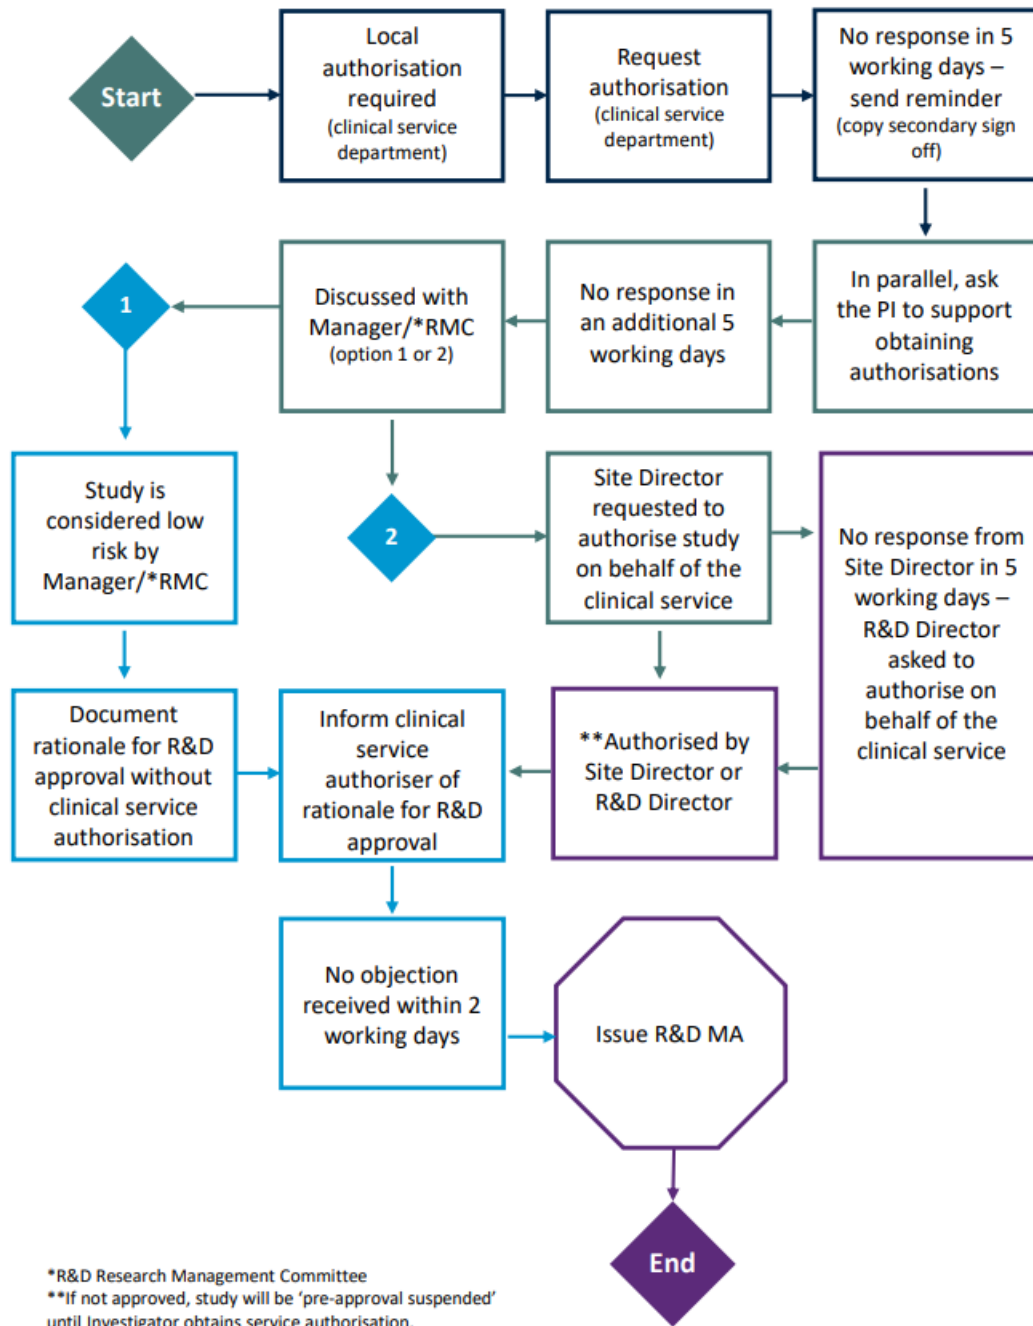 Start
Local
authorisation
required
(clinical service
department)
Request
authorisation
(clinical service
department)
No response in 5
working days –
send reminder
(copy secondary sign
off)
In parallel, ask
the PI to support
obtaining
authorisations
No response in
an additional 5
working days
Discussed with
Manager/*RMC
(option 1 or 2)
1
Study is
considered low
risk by
Manager/*RMC
2
Site Director
requested to
authorise study
on behalf of the
clinical service
No response from
Site Director in 5
working days –
R&D Director
asked to
authorise on
behalf of the
clinical service
Document
rationale for R&D
approval without
clinical service
authorisation
Inform clinical
service
authoriser of
rationale for R&D
approval
**Authorised by
Site Director or
R&D Director
No objection
received within 2
working days
Issue R&D MA
End
*R&D Research Management Committee
**If not approved, study will be ‘pre-approval suspended’
until Investigator obtains service authorisation.